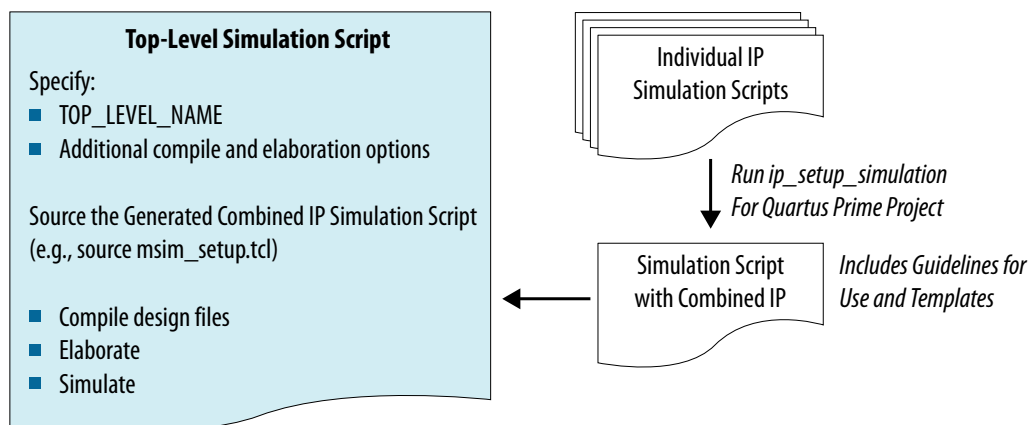 Top-Level Simulation Script
Specify:
TOP_LEVEL_NAME
Additional compile and elaboration options
Source the Generated Combined IP Simulation Script
(e.g., source msim_setup.tcl)
Compile design files
Elaborate
Simulate
Individual IP
Simulation Scripts
Run ip_setup_simulation
For Quartus Prime Project
Simulation Script
with Combined IP
Includes Guidelines for
Use and Templates